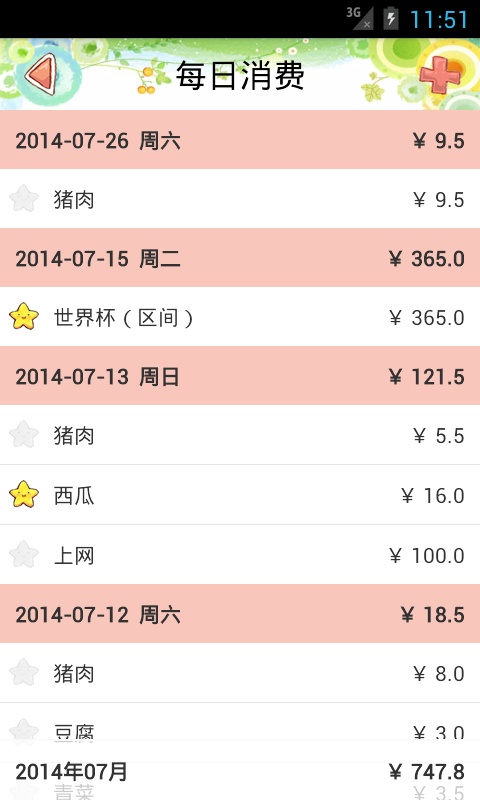 3G 11:51
每日消费
2014-07-26 周六 ¥ 9.5
猪肉 ¥ 9.5
2014-07-15 周二 ¥ 365.0
世界杯（区间） ¥ 365.0
2014-07-13 周日 ¥ 121.5
猪肉 ¥ 5.5
西瓜 ¥ 16.0
上网 ¥ 100.0
2014-07-12 周六 ¥ 18.5
猪肉 ¥ 8.0
豆腐 ¥ 3.0
2014年07月 ¥ 747.8
青菜 ¥ 3.5